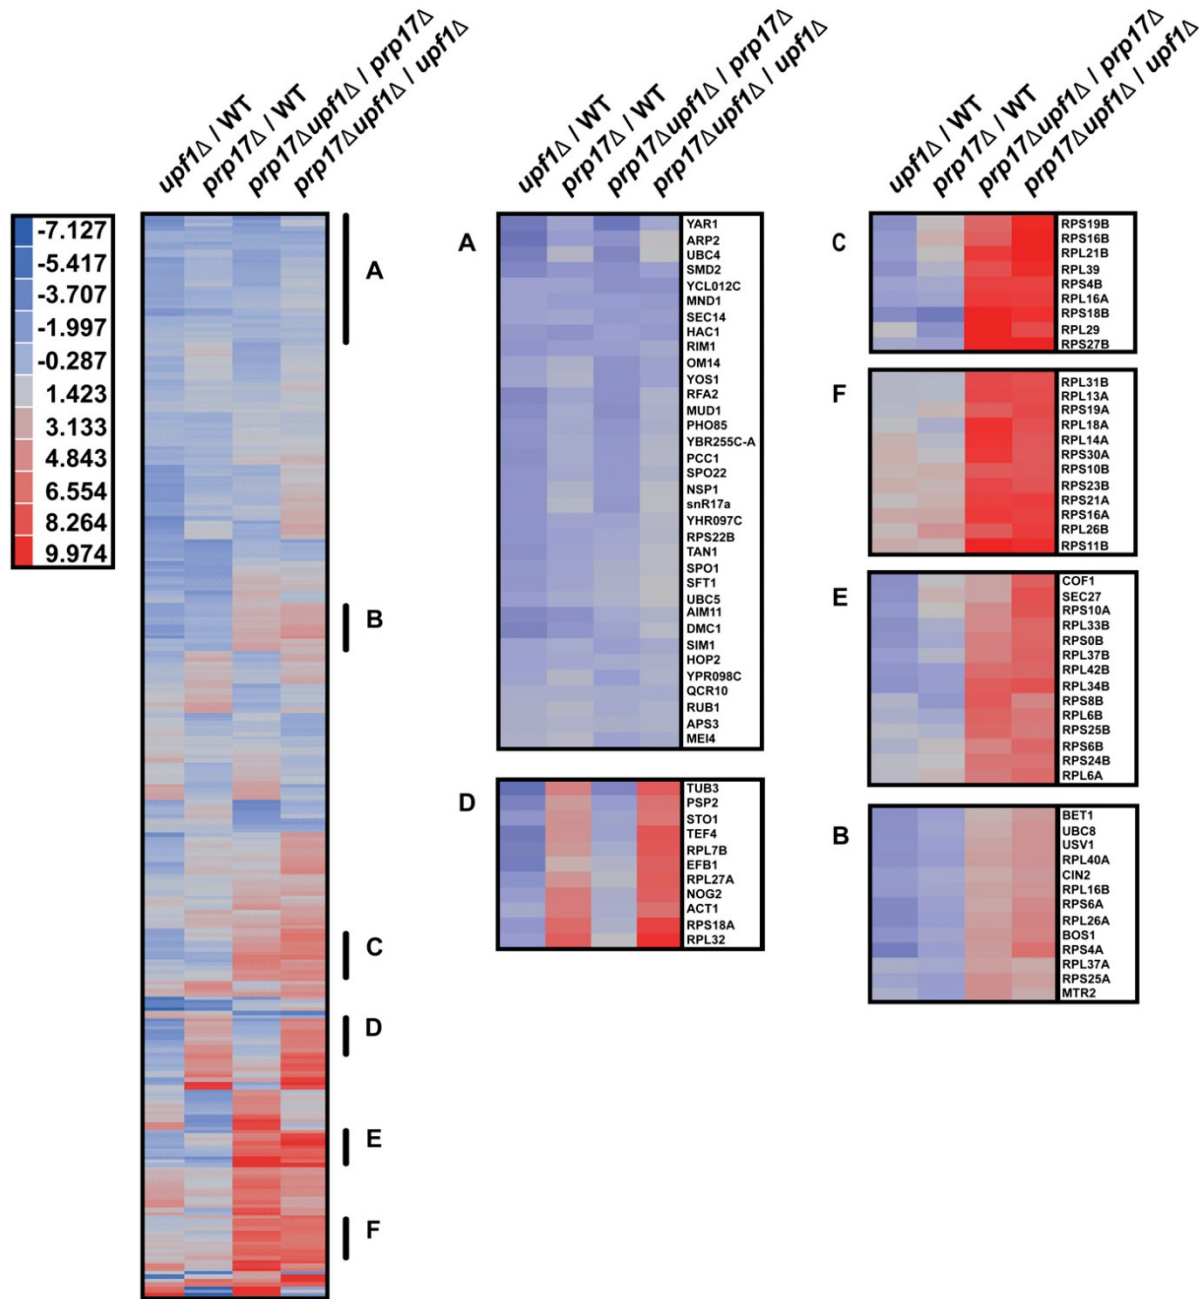 upf1Δ / WT
prp17Δ / WT
prp17Δupf1Δ / prp17Δ
prp17Δupf1Δ / upf1Δ
-7.127
-5.417
-3.707
-1.997
-0.287
1.423
3.133
4.843
6.554
8.264
9.974
A
B
C
D
E
F
upf1Δ / WT
prp17Δ / WT
prp17Δupf1Δ / prp17Δ
prp17Δupf1Δ / upf1Δ
A
YAR1
ARP2
UBC4
SMD2
YCL012C
MND1
SEC14
HAC1
RIM1
OM14
YOS1
RFA2
MUD1
PHO85
YBR255C-A
PCC1
SPO22
NSP1
snR17a
YHR097C
RPS22B
TAN1
SPO1
SFT1
UBC5
AIM11
DMC1
SIM1
HOP2
YPR098C
QCR10
RUB1
APS3
MEI4
D
TUB3
PSP2
STO1
TEF4
RPL7B
EFB1
RPL27A
NOG2
ACT1
RPS18A
RPL32
upf1Δ / WT
prp17Δ / WT
prp17Δupf1Δ / prp17Δ
prp17Δupf1Δ / upf1Δ
C
RPS19B
RPS16B
RPL21B
RPL39
RPS4B
RPL16A
RPS18B
RPL29
RPS27B
F
RPL31B
RPL13A
RPS19A
RPL18A
RPL14A
RPS30A
RPS10B
RPS23B
RPS21A
RPS16A
RPL26B
RPS11B
E
COF1
SEC27
RPS10A
RPL33B
RPS0B
RPL37B
RPL42B
RPL34B
RPS8B
RPL6B
RPS25B
RPS6B
RPS24B
RPL6A
B
BET1
UBC8
USV1
RPL40A
CIN2
RPL16B
RPS6A
RPL26A
BOS1
RPS4A
RPL37A
RPS25A
MTR2